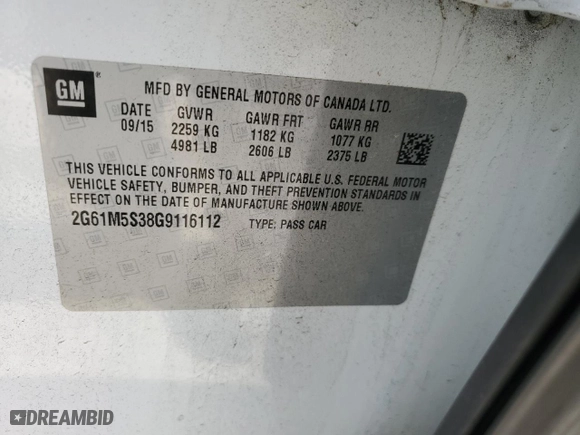 GM
®
MFD BY GENERAL MOTORS OF CANADA LTD.
DATE GVWR GAWR FRT GAWR RR
09/15 2259 KG 1182 KG 1077 KG
4981 LB 2606 LB 2375 LB
THIS VEHICLE CONFORMS TO ALL APPLICABLE U.S. FEDERAL MOTOR
VEHICLE SAFETY, BUMPER, AND THEFT PREVENTION STANDARDS IN
EFFECT ON THE DATE OF MANUFACTURE SHOWN ABOVE.
2G61M5S38G9116112 TYPE: PASS CAR
DREAMBID